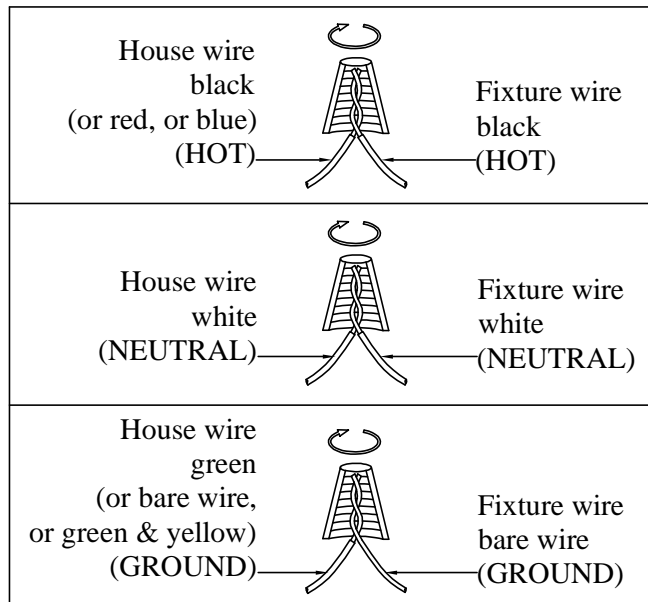 House wire
black
(or red, or blue)
(HOT)
Fixture wire
black
(HOT)
House wire
white
(NEUTRAL)
Fixture wire
white
(NEUTRAL)
House wire
green
(or bare wire,
or green & yellow)
(GROUND)
Fixture wire
bare wire
(GROUND)